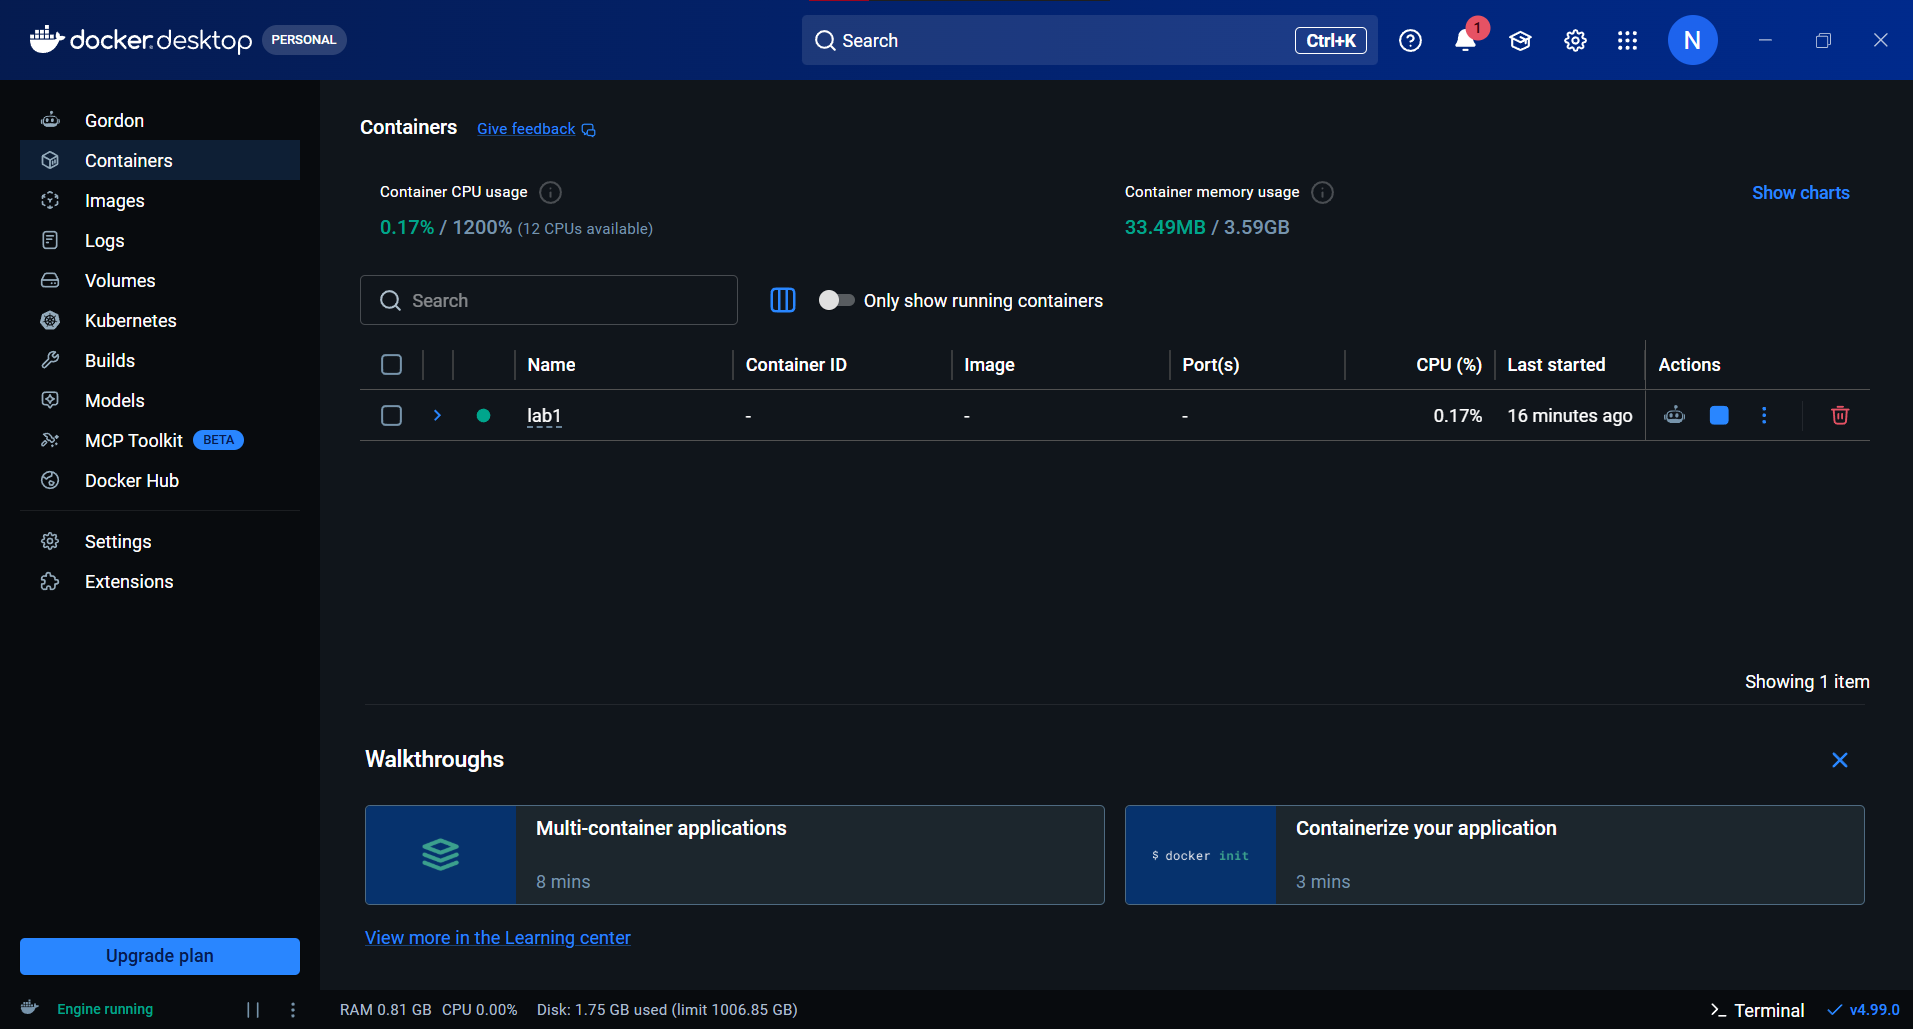 docker.desktop PERSONAL
Search Ctrl+K
1
N
Gordon
Containers
Images
Logs
Volumes
Kubernetes
Builds
Models
MCP Toolkit BETA
Docker Hub
Settings
Extensions
Upgrade plan
Containers Give feedback
Container CPU usage
0.17% / 1200% (12 CPUs available)
Container memory usage
33.49MB / 3.59GB
Show charts
Search
Only show running containers
Name Container ID Image Port(s) CPU (%) Last started Actions
lab1 - - - 0.17% 16 minutes ago
Showing 1 item
Walkthroughs
Multi-container applications
8 mins
$ docker init
Containerize your application
3 mins
View more in the Learning center
Engine running
RAM 0.81 GB CPU 0.00% Disk: 1.75 GB used (limit 1006.85 GB)
Terminal
v4.99.0